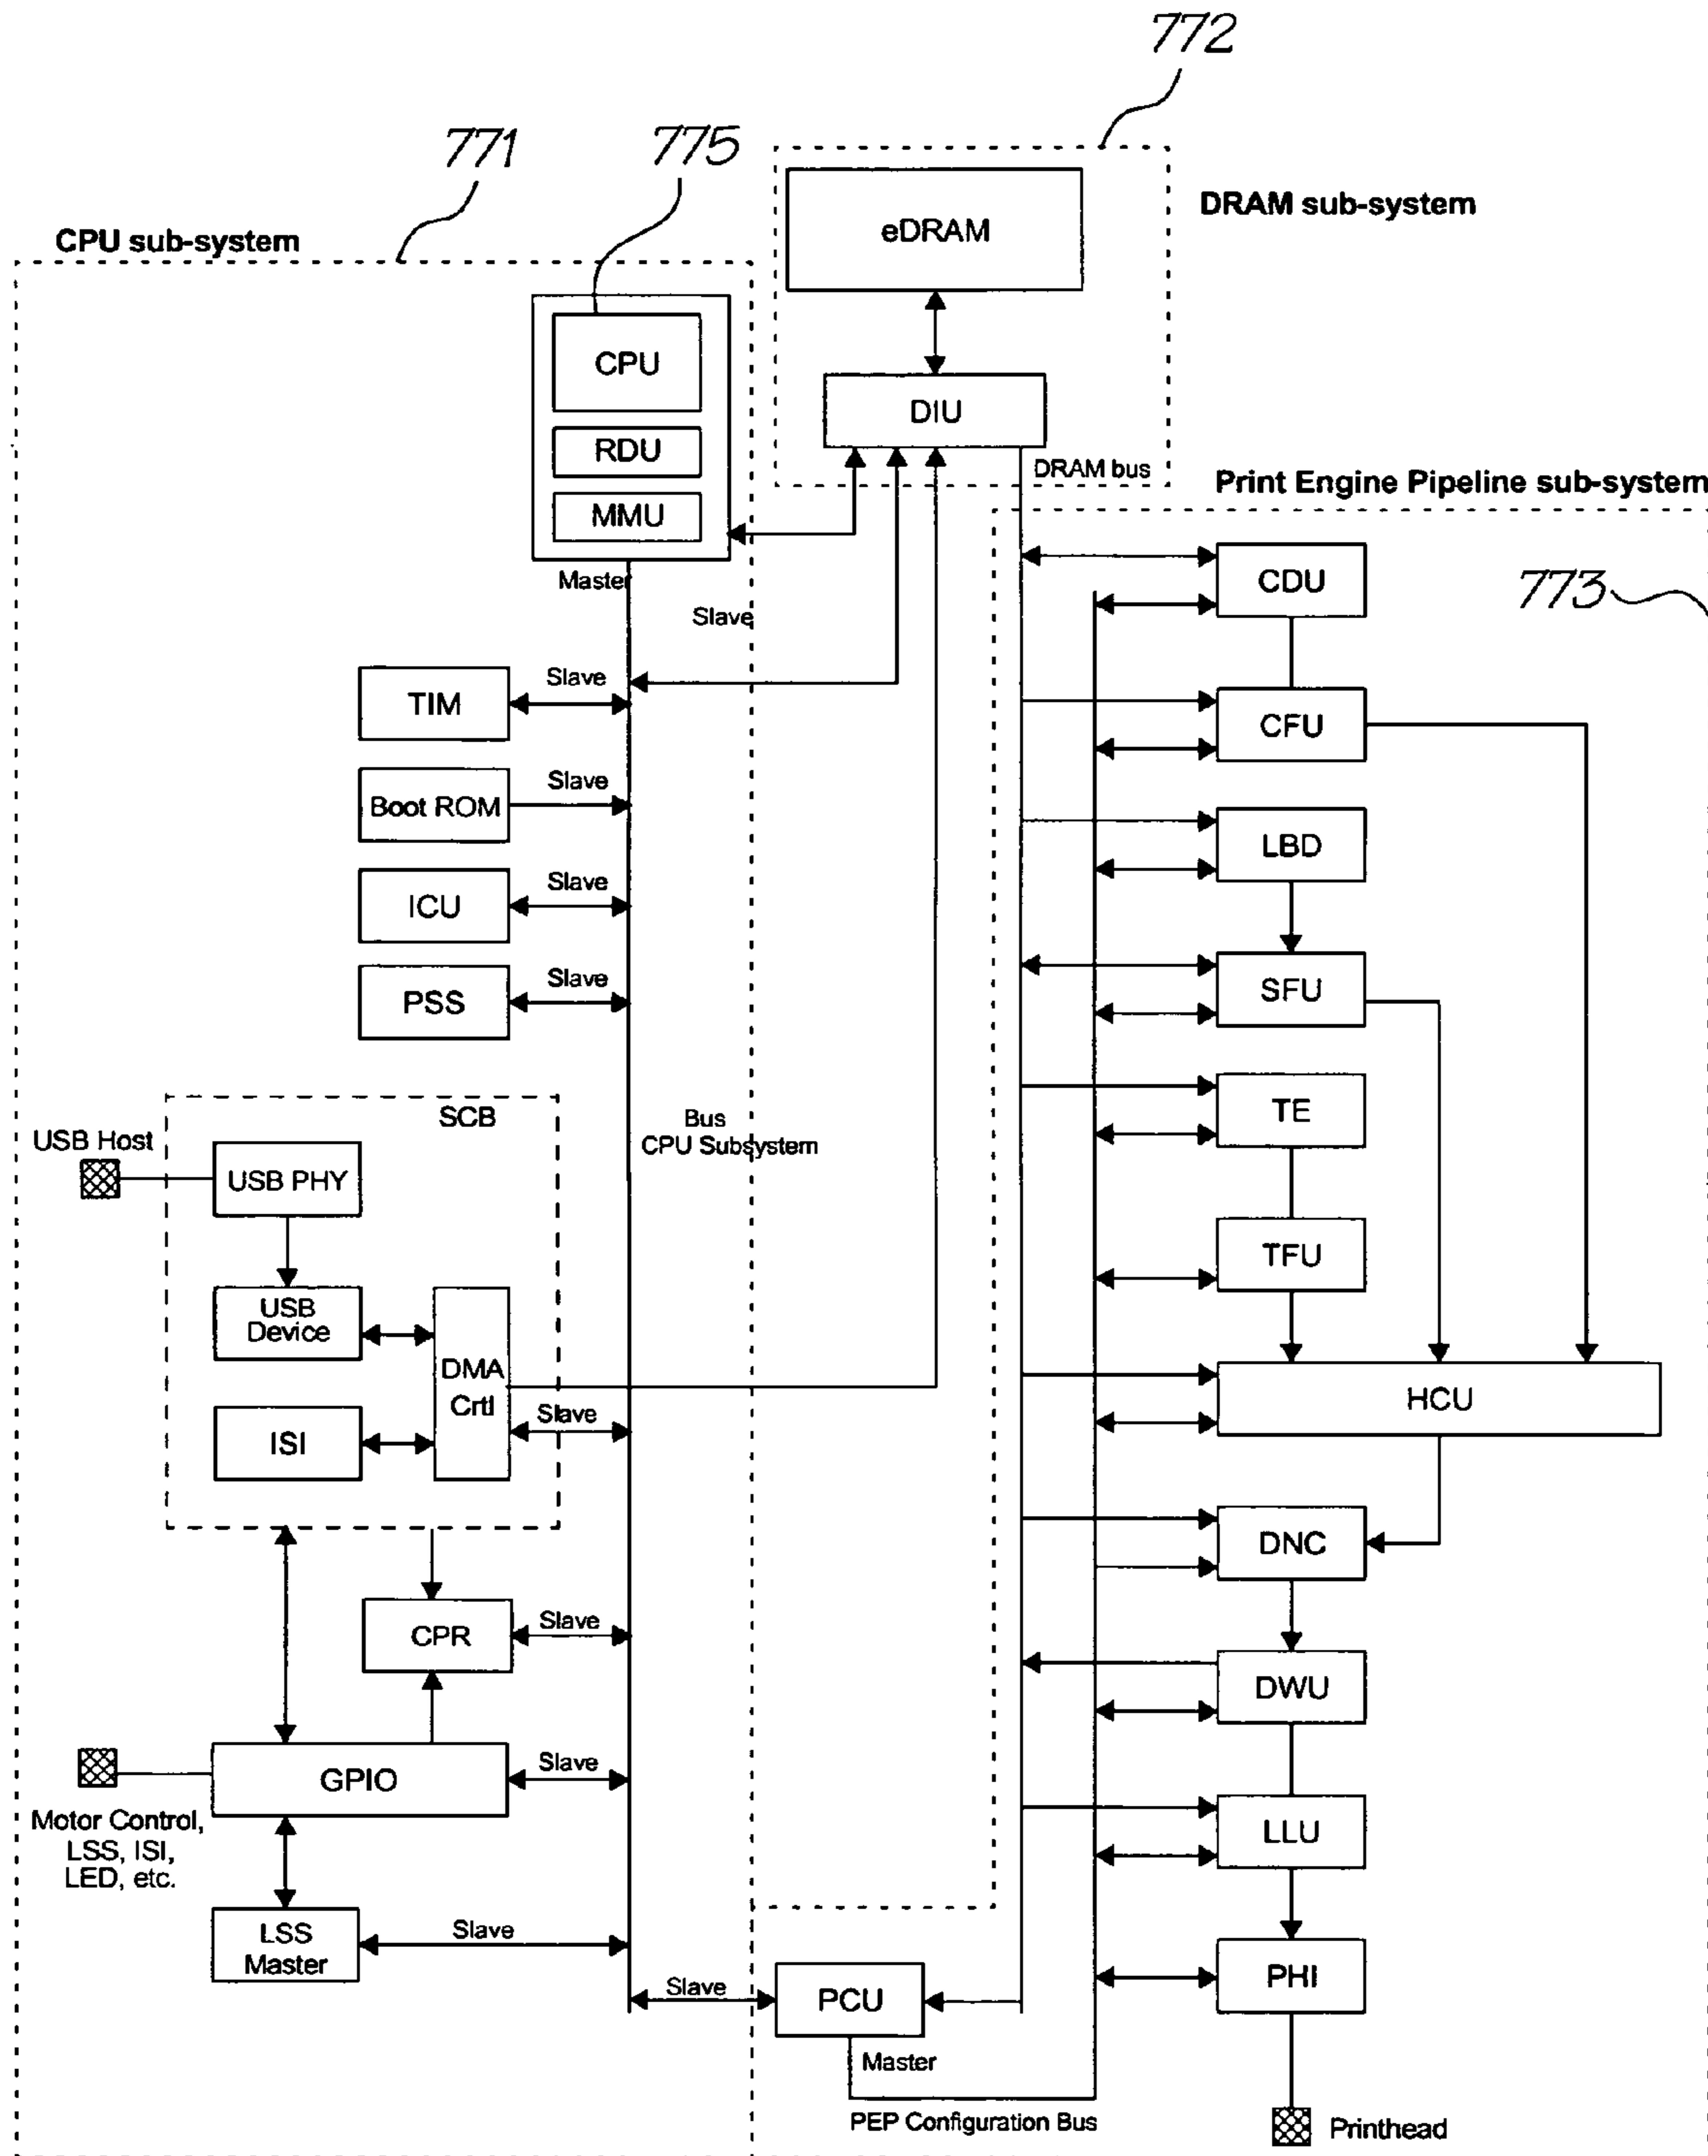 772
771
775
DRAM sub-system
CPU sub-system
eDRAM
CPU
DIU
RDU
DRAM bus
Print Engine Pipeline sub-system
MMU
Master
CDU
773
Slave
TIM
Slave
CFU
Boot ROM
Slave
LBD
ICU
Slave
PSS
Slave
SFU
SCB
Bus
CPU Subsystem
TE
USB Host
USB PHY
TFU
USB
Device
DMA
Crtl
HCU
Slave
ISI
DNC
CPR
Slave
DWU
GPIO
Slave
Motor Control,
LSS, ISI,
LED, etc.
LLU
LSS
Master
Slave
PHI
Slave
PCU
Master
PEP Configuration Bus
Printhead